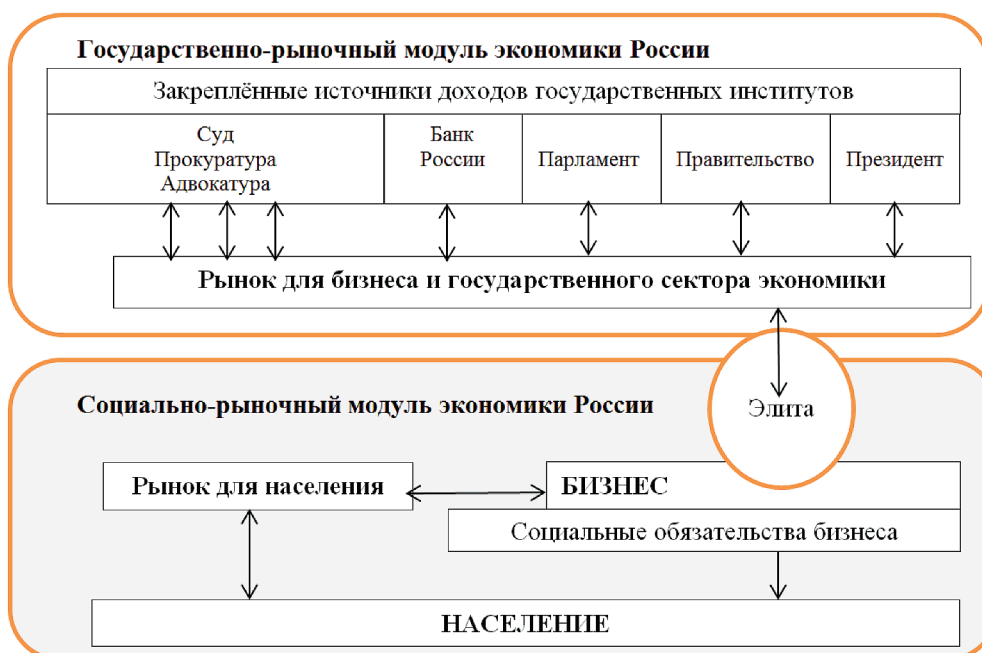 Государственно-рыночный модуль экономики России
Закреплённые источники доходов государственных институтов
Суд
Прокуратура
Адвокатура
Банк
России
Парламент
Правительство
Президент
Рынок для бизнеса и государственного сектора экономики
Социально-рыночный модуль экономики России
Элита
Рынок для населения
БИЗНЕС
Социальные обязательства бизнеса
НАСЕЛЕНИЕ